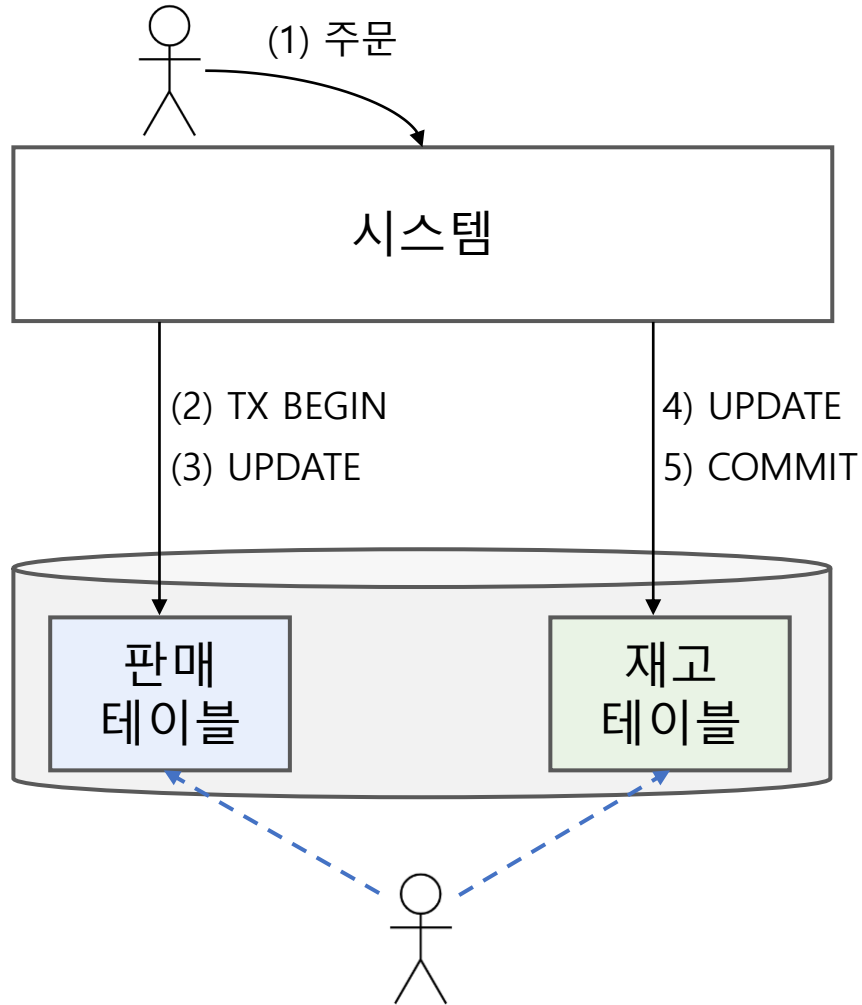 (1) 주문
시스템
(2) TX BEGIN
(3) UPDATE
4) UPDATE
5) COMMIT
판매
테이블
재고
테이블